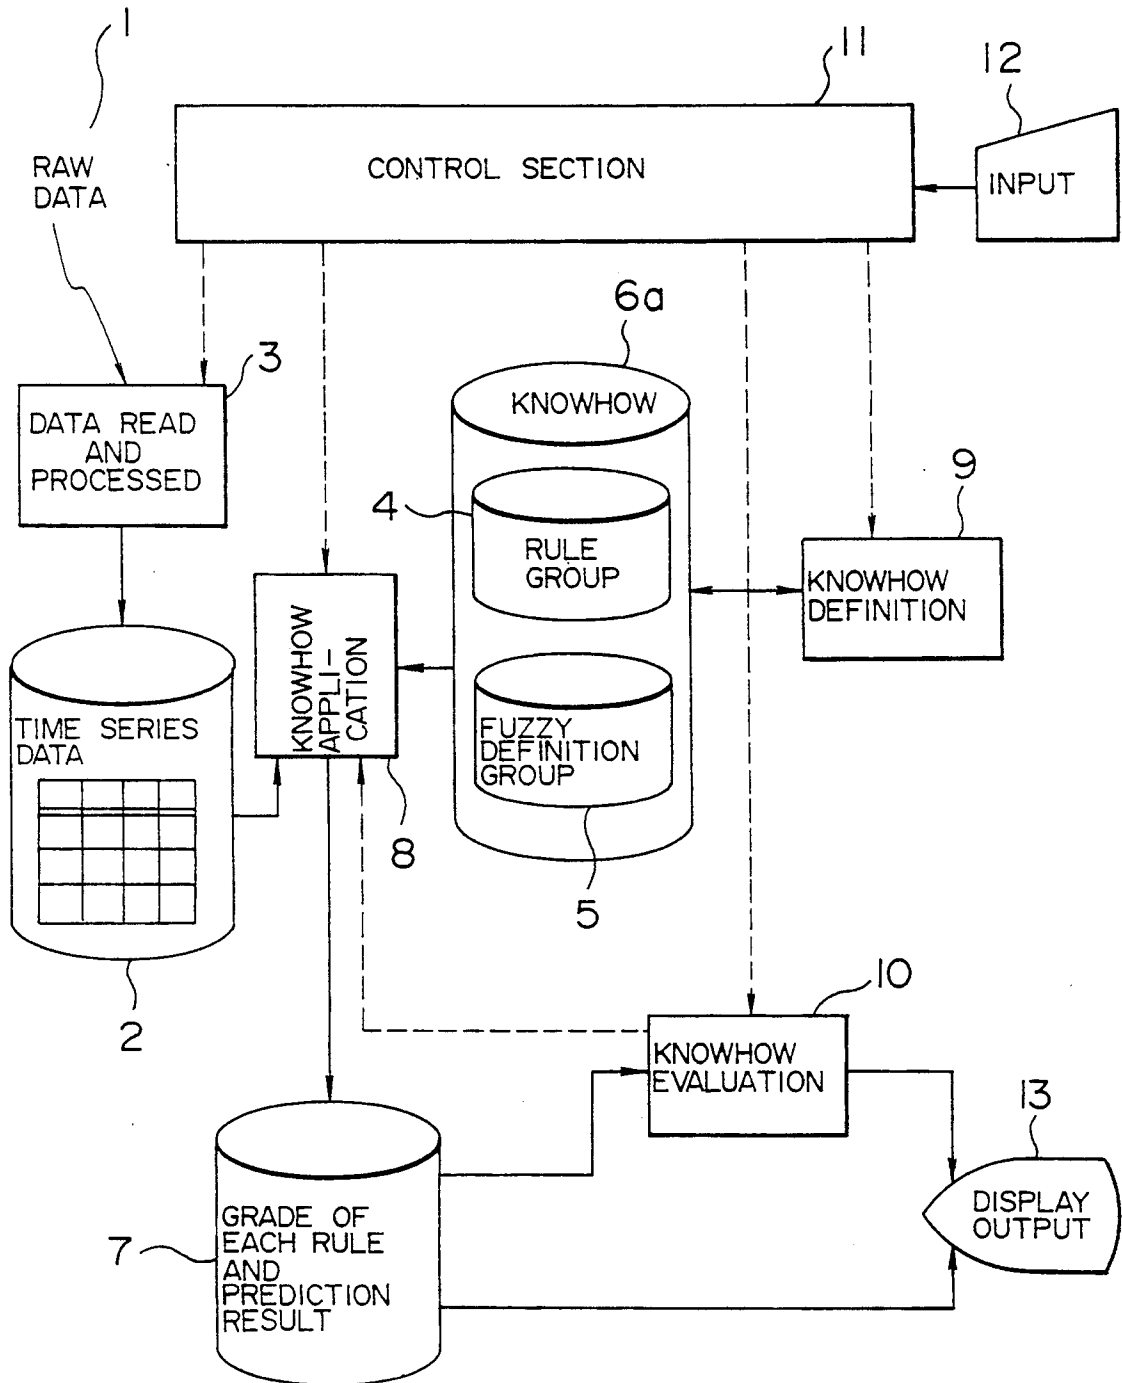 1
11
12
RAW
DATA
CONTROL SECTION
INPUT
6a
3
KNOWHOW
DATA READ
AND
PROCESSED
4
9
RULE
GROUP
KNOWHOW
DEFINITION
KNOWHOW
APPLI-
CATION
TIME SERIES
DATA
FUZZY
DEFINITION
GROUP
8
5
2
10
KNOWHOW
EVALUATION
13
DISPLAY
OUTPUT
7
GRADE OF
EACH RULE
AND
PREDICTION
RESULT